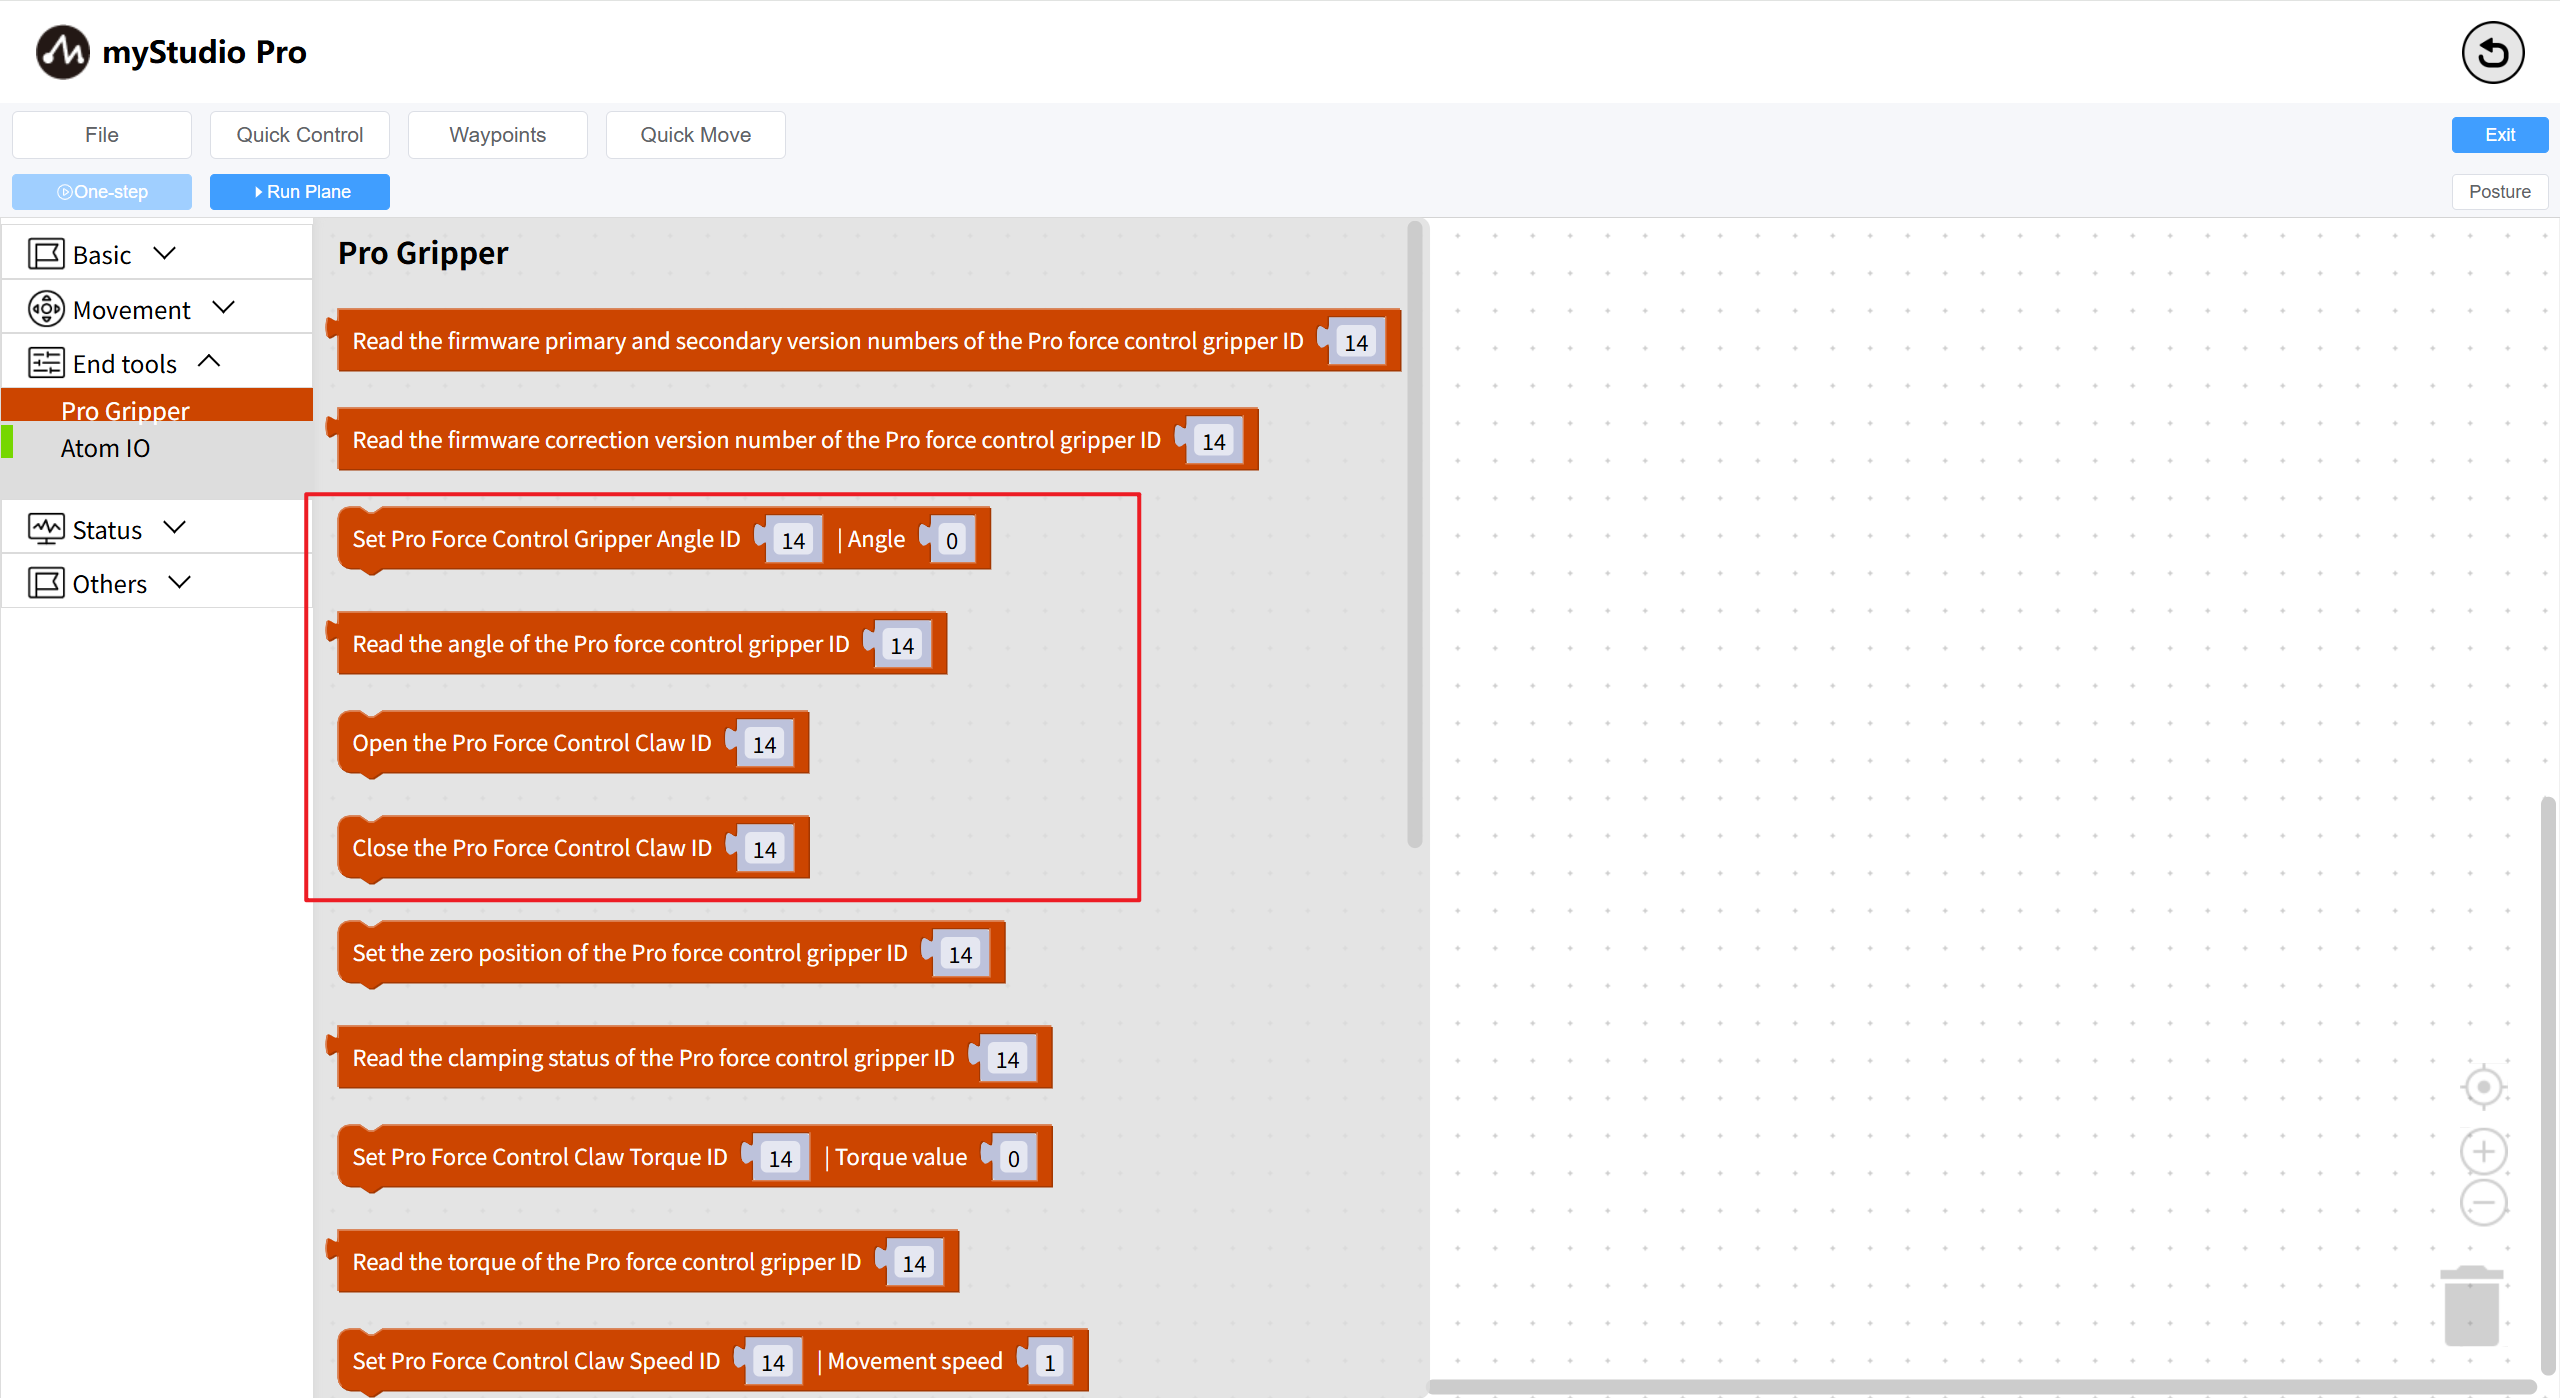 myStudio Pro
File
Quick Control
Waypoints
Quick Move
Exit
One-step
Run Plane
Posture
Basic
Movement
End tools
Pro Gripper
Atom IO
Status
Others
Pro Gripper
Read the firmware primary and secondary version numbers of the Pro force control gripper ID 14
Read the firmware correction version number of the Pro force control gripper ID 14
Set Pro Force Control Gripper Angle ID 14 | Angle 0
Read the angle of the Pro force control gripper ID 14
Open the Pro Force Control Claw ID 14
Close the Pro Force Control Claw ID 14
Set the zero position of the Pro force control gripper ID 14
Read the clamping status of the Pro force control gripper ID 14
Set Pro Force Control Claw Torque ID 14 | Torque value 0
Read the torque of the Pro force control gripper ID 14
Set Pro Force Control Claw Speed ID 14 | Movement speed 1